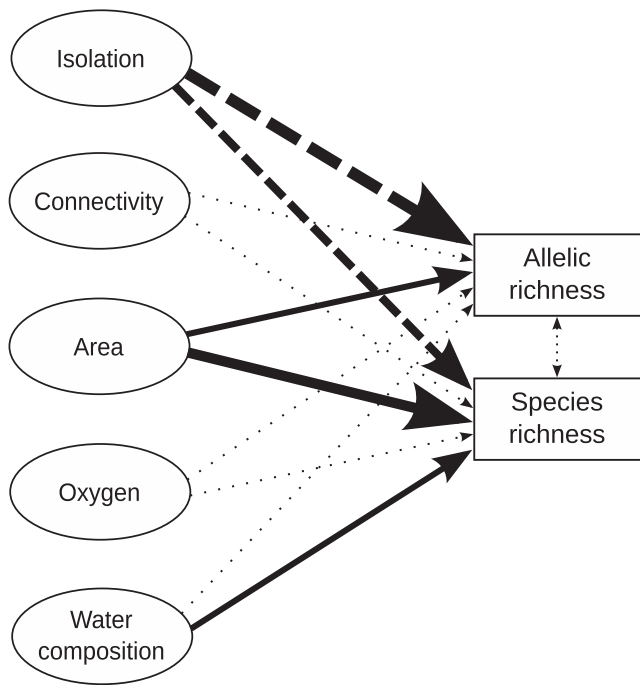 Isolation
Connectivity
Allelic
richness
Area
Species
richness
Oxygen
Water
composition